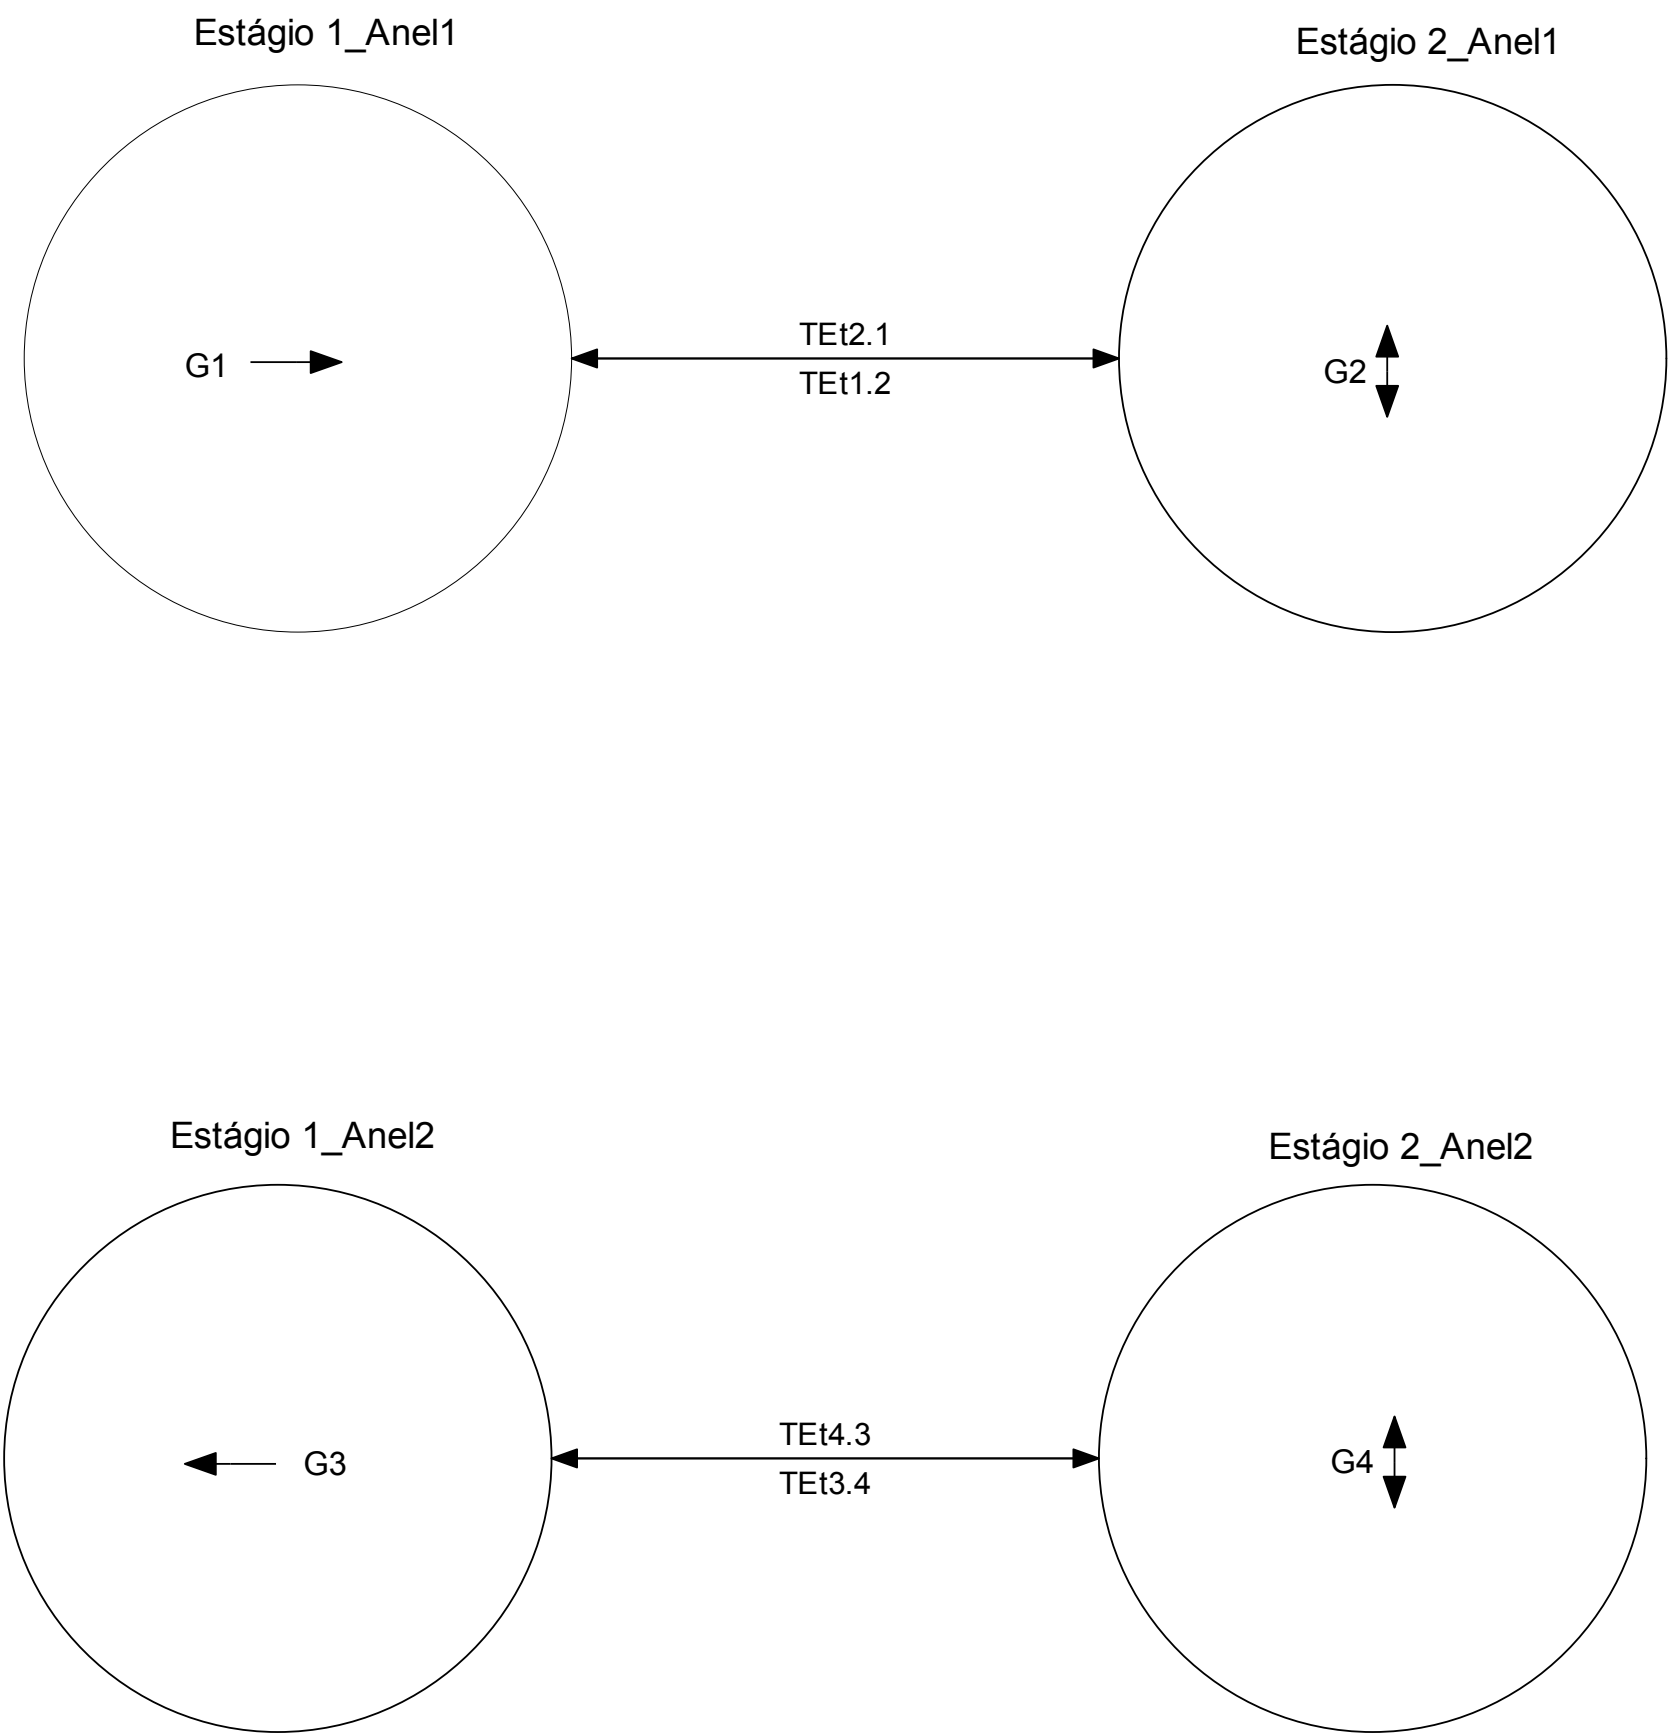 Estágio 1_Anel1
Estágio 2_Anel1
TEt2.1
G1
G2
TEt1.2
Estágio 1_Anel2
Estágio 2_Anel2
TEt4.3
G3
G4
TEt3.4